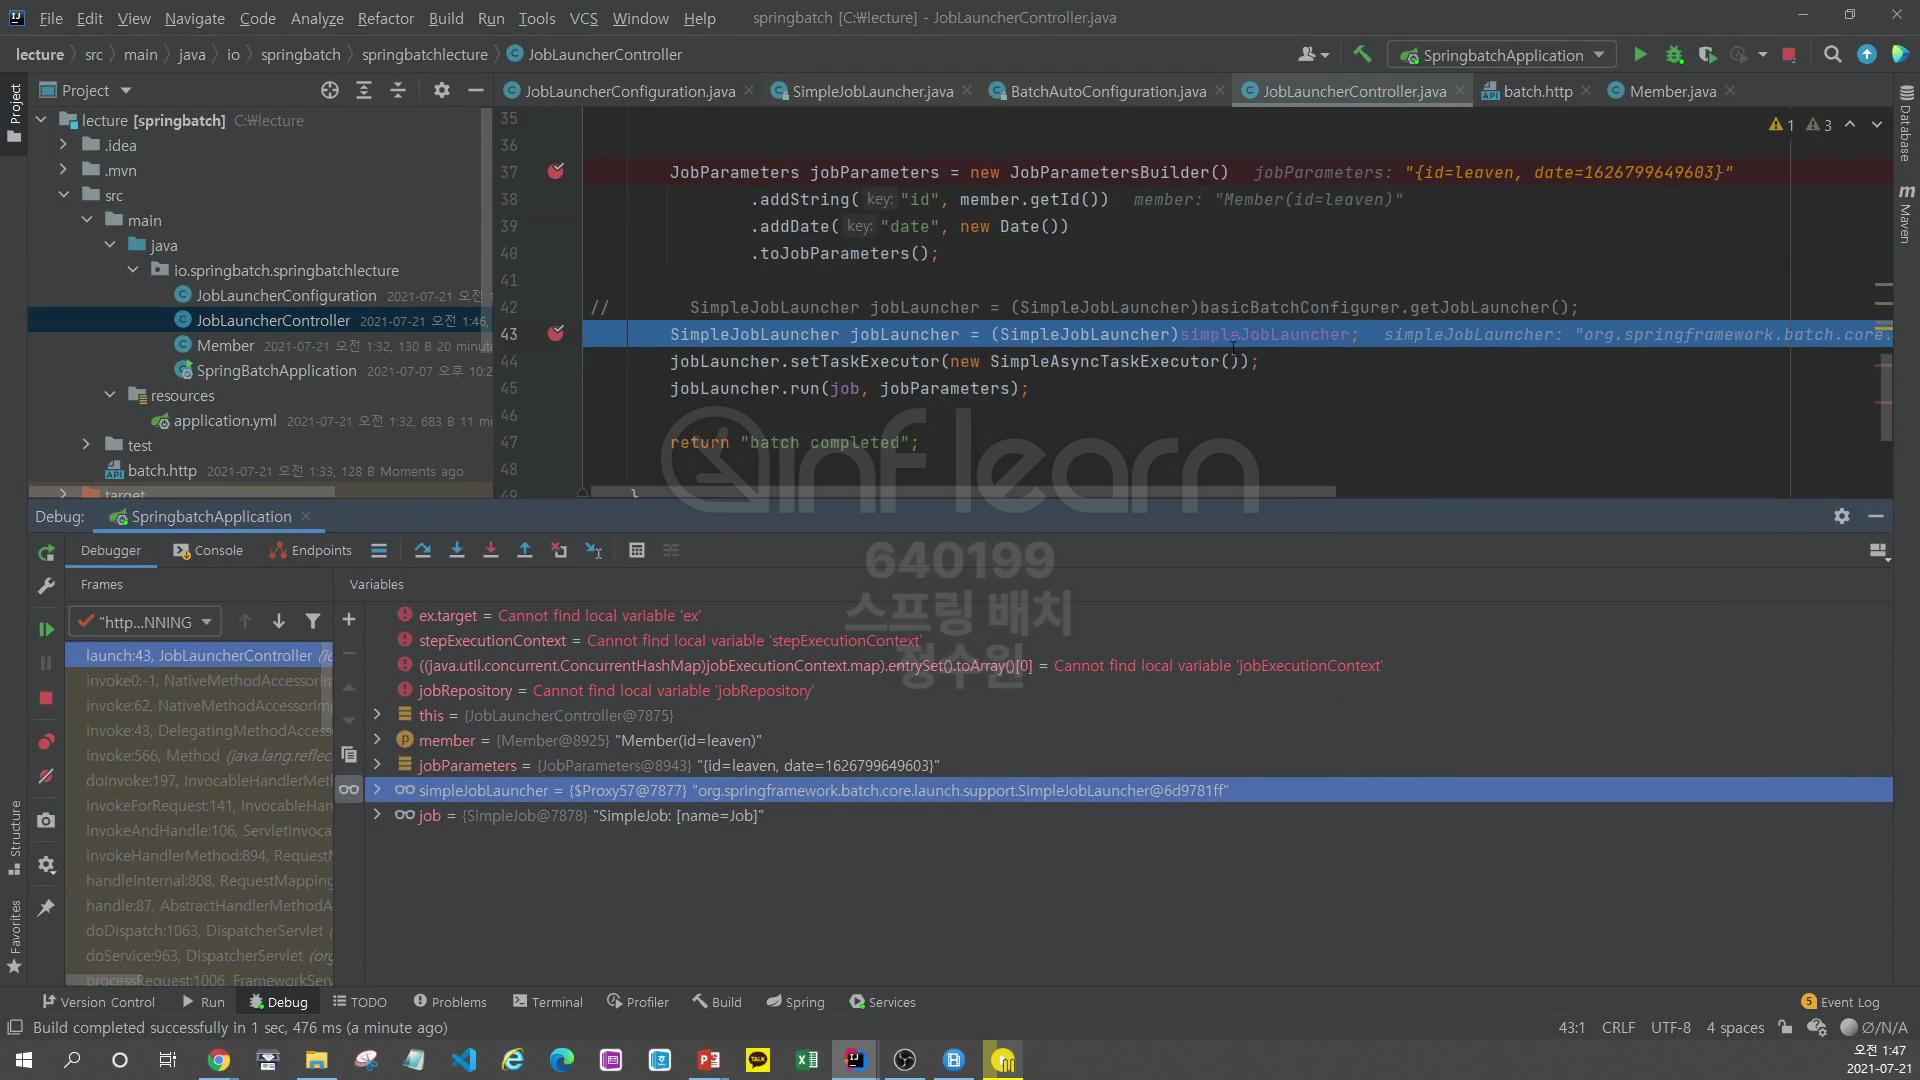 File Edit View Navigate Code Analyze Refactor Build Run Tools VCS Window Help springbatch [C:₩lecture] - JobLauncherController.java
lecture src main java io springbatch springbatchlecture JobLauncherController SpringbatchApplication
Project
JobLauncherConfiguration.java SimpleJobLauncher.java BatchAutoConfiguration.java JobLauncherController.java batch.http Member.java
lecture [springbatch] C:₩lecture
.idea
.mvn
src
main
java
io.springbatch.springbatchlecture
JobLauncherConfiguration 2021-07-21 오전 1
JobLauncherController 2021-07-21 오전 1:46,
Member 2021-07-21 오전 1:32, 130 B 20 minut
SpringBatchApplication 2021-07-07 오후 10:2
resources
application.yml 2021-07-21 오전 1:32, 683 B 11 mi
test
batch.http 2021-07-21 오전 1:33, 128 B Moments ago
target
Project
Structure
Favorites
Database
Maven
1 3
35
36
37 JobParameters jobParameters = new JobParametersBuilder() jobParameters: "{id=leaven, date=1626799649603}"
38 .addString( key: "id", member.getId()) member: "Member(id=leaven)"
39 .addDate( key: "date", new Date())
40 .toJobParameters();
41
42 // SimpleJobLauncher jobLauncher = (SimpleJobLauncher)basicBatchConfigurer.getJobLauncher();
43 SimpleJobLauncher jobLauncher = (SimpleJobLauncher)simpleJobLauncher; simpleJobLauncher: "org.springframework.batch.core.
44 jobLauncher.setTaskExecutor(new SimpleAsyncTaskExecutor());
45 jobLauncher.run(job, jobParameters);
46
47 return "batch completed";
48
49 }
inflearn
640199
스프링 배치
정수원
Debug: SpringbatchApplication
Debugger Console Endpoints
Frames
Variables
"http...NNING
launch:43, JobLauncherController (io
invoke0:-1, NativeMethodAccessorIm
invoke:62, NativeMethodAccessorImp
invoke:43, DelegatingMethodAccess
invoke:566, Method (java.lang.reflec
doInvoke:197, InvocableHandlerMet
invokeForRequest:141, InvocableHan
invokeAndHandle:106, ServletInvoca
invokeHandlerMethod:894, RequestM
handleInternal:808, RequestMapping
handle:87, AbstractHandlerMethodA
doDispatch:1063, DispatcherServlet (
doService:963, DispatcherServlet (org
processRequest:1006, FrameworkServ
ex.target = Cannot find local variable 'ex'
stepExecutionContext = Cannot find local variable 'stepExecutionContext'
((java.util.concurrent.ConcurrentHashMap)jobExecutionContext.map).entrySet().toArray()[0] = Cannot find local variable 'jobExecutionContext'
jobRepository = Cannot find local variable 'jobRepository'
this = {JobLauncherController@7875}
member = {Member@8925} "Member(id=leaven)"
jobParameters = {JobParameters@8943} "{id=leaven, date=1626799649603}"
simpleJobLauncher = {$Proxy57@7877} "org.springframework.batch.core.launch.support.SimpleJobLauncher@6d9781ff"
job = {SimpleJob@7878} "SimpleJob: [name=Job]"
Version Control Run Debug TODO Problems Terminal Profiler Build Spring Services 5 Event Log
Build completed successfully in 1 sec, 476 ms (a minute ago) 43:1 CRLF UTF-8 4 spaces ∅/N/A
오전 1:47
2021-07-21